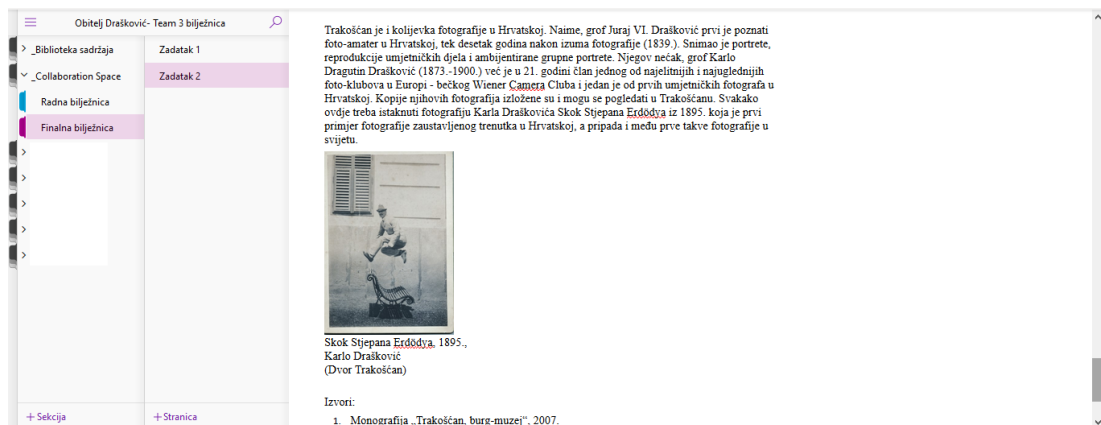 Obitelj Drašković- Team 3 bilježnica
_Biblioteka sadržaja
_Collaboration Space
Radna bilježnica
Finalna bilježnica
+ Sekcija
Zadatak 1
Zadatak 2
+ Stranica
Trakošćan je i kolijevka fotografije u Hrvatskoj. Naime, grof Juraj VI. Drašković prvi je poznati
foto-amater u Hrvatskoj, tek desetak godina nakon izuma fotografije (1839.). Snimao je portrete,
reprodukcije umjetničkih djela i ambijentirane grupne portrete. Njegov nećak, grof Karlo
Dragutin Drašković (1873.-1900.) već je u 21. godini član jednog od najelitnijih i najuglednijih
foto-klubova u Europi - bečkog Wiener Camera Cluba i jedan je od prvih umjetničkih fotografa u
Hrvatskoj. Kopije njihovih fotografija izložene su i mogu se pogledati u Trakošćanu. Svakako
ovdje treba istaknuti fotografiju Karla Draškovića Skok Stjepana Erdödya iz 1895. koja je prvi
primjer fotografije zaustavljenog trenutka u Hrvatskoj, a pripada i među prve takve fotografije u
svijetu.
Skok Stjepana Erdödya, 1895.,
Karlo Drašković
(Dvor Trakošćan)
Izvori:
1. Monografija „Trakošćan, burg-muzej“, 2007.